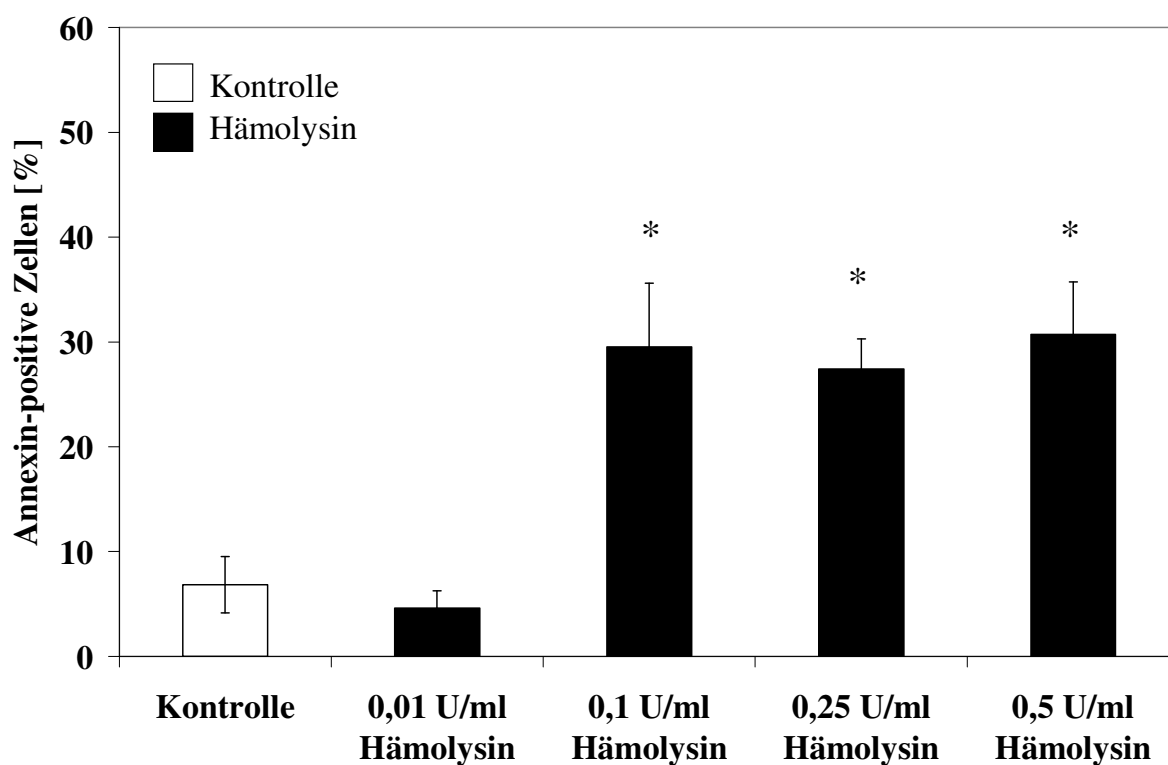 60
Kontrolle
Hämolysin
50
40
30
20
10
0
Annexin-positive Zellen [%]
* * *
Kontrolle 0,01 U/ml 0,1 U/ml 0,25 U/ml 0,5 U/ml
Hämolysin Hämolysin Hämolysin Hämolysin